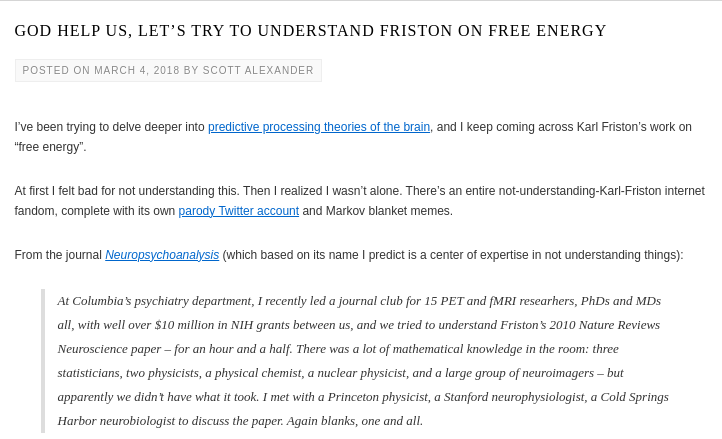 GOD HELP US, LET’S TRY TO UNDERSTAND FRISTON ON FREE ENERGY
POSTED ON MARCH 4, 2018 BY SCOTT ALEXANDER
I’ve been trying to delve deeper into predictive processing theories of the brain, and I keep coming across Karl Friston’s work on
“free energy”.
At first I felt bad for not understanding this. Then I realized I wasn’t alone. There’s an entire not-understanding-Karl-Friston internet
fandom, complete with its own parody Twitter account and Markov blanket memes.
From the journal Neuropsychoanalysis (which based on its name I predict is a center of expertise in not understanding things):
At Columbia’s psychiatry department, I recently led a journal club for 15 PET and fMRI researhers, PhDs and MDs
all, with well over $10 million in NIH grants between us, and we tried to understand Friston’s 2010 Nature Reviews
Neuroscience paper – for an hour and a half. There was a lot of mathematical knowledge in the room: three
statisticians, two physicists, a physical chemist, a nuclear physicist, and a large group of neuroimagers – but
apparently we didn’t have what it took. I met with a Princeton physicist, a Stanford neurophysiologist, a Cold Springs
Harbor neurobiologist to discuss the paper. Again blanks, one and all.